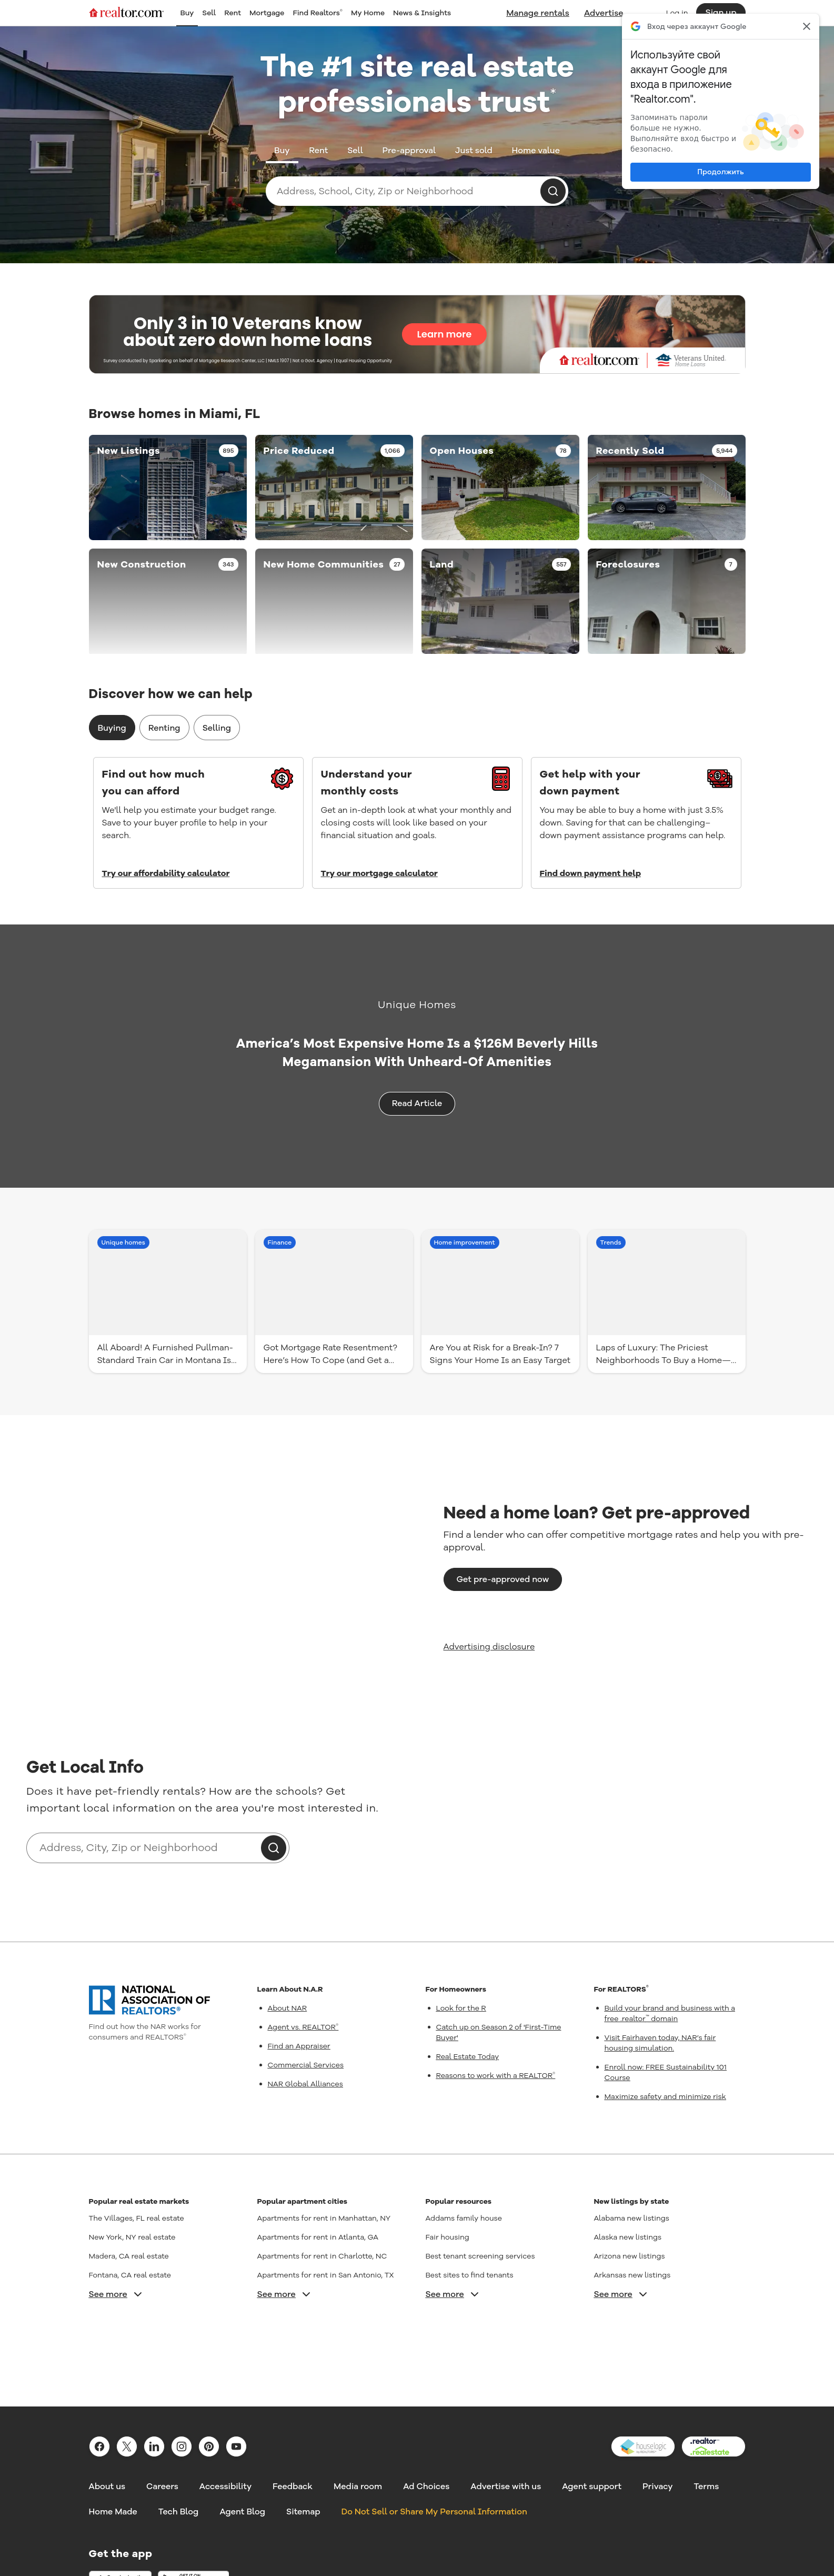 realtor.com
Buy Sell Rent Mortgage Find Realtors® My Home News & Insights Manage rentals Advertise Log in Sign up
Вход через аккаунт Google
Используйте свой
аккаунт Google для
входа в приложение
"Realtor.com".
Запоминать пароли
больше не нужно.
Выполняйте вход быстро и
безопасно.
Продолжить
The #1 site real estate
professionals trust*
Buy Rent Sell Pre-approval Just sold Home value
Address, School, City, Zip or Neighborhood
Only 3 in 10 Veterans know
about zero down home loans
Survey conducted by Sparketing on behalf of Mortgage Research Center, LLC | NMLS 1907 | Not a Govt. Agency | Equal Housing Opportunity
Learn more
realtor.com
Veterans United
Home Loans
Browse homes in Miami, FL
New Listings 895
Price Reduced 1,066
Open Houses 78
Recently Sold 5,944
New Construction 343
New Home Communities 27
Land 557
Foreclosures 7
Discover how we can help
Buying Renting Selling
Find out how much
you can afford
We'll help you estimate your budget range.
Save to your buyer profile to help in your
search.
Try our affordability calculator
Understand your
monthly costs
Get an in-depth look at what your monthly and
closing costs will look like based on your
financial situation and goals.
Try our mortgage calculator
Get help with your
down payment
You may be able to buy a home with just 3.5%
down. Saving for that can be challenging–
down payment assistance programs can help.
Find down payment help
Unique Homes
America's Most Expensive Home Is a $126M Beverly Hills
Megamansion With Unheard-Of Amenities
Read Article
Unique homes
All Aboard! A Furnished Pullman-
Standard Train Car in Montana Is...
Finance
Got Mortgage Rate Resentment?
Here's How To Cope (and Get a...
Home improvement
Are You at Risk for a Break-In? 7
Signs Your Home Is an Easy Target
Trends
Laps of Luxury: The Priciest
Neighborhoods To Buy a Home—...
Need a home loan? Get pre-approved
Find a lender who can offer competitive mortgage rates and help you with pre-
approval.
Get pre-approved now
Advertising disclosure
Get Local Info
Does it have pet-friendly rentals? How are the schools? Get
important local information on the area you're most interested in.
Address, City, Zip or Neighborhood
NATIONAL
ASSOCIATION OF
REALTORS®
Find out how the NAR works for
consumers and REALTORS®
Learn About N.A.R
About NAR
Agent vs. REALTOR®
Find an Appraiser
Commercial Services
NAR Global Alliances
For Homeowners
Look for the R
Catch up on Season 2 of 'First-Time
Buyer'
Real Estate Today
Reasons to work with a REALTOR®
For REALTORS®
Build your brand and business with a
free .realtor™ domain
Visit Fairhaven today, NAR's fair
housing simulation.
Enroll now: FREE Sustainability 101
Course
Maximize safety and minimize risk
Popular real estate markets
The Villages, FL real estate
New York, NY real estate
Madera, CA real estate
Fontana, CA real estate
See more
Popular apartment cities
Apartments for rent in Manhattan, NY
Apartments for rent in Atlanta, GA
Apartments for rent in Charlotte, NC
Apartments for rent in San Antonio, TX
See more
Popular resources
Addams family house
Fair housing
Best tenant screening services
Best sites to find tenants
See more
New listings by state
Alabama new listings
Alaska new listings
Arizona new listings
Arkansas new listings
See more
houselogic
.realtor™
.realestate
About us Careers Accessibility Feedback Media room Ad Choices Advertise with us Agent support Privacy Terms
Home Made Tech Blog Agent Blog Sitemap Do Not Sell or Share My Personal Information
Get the app